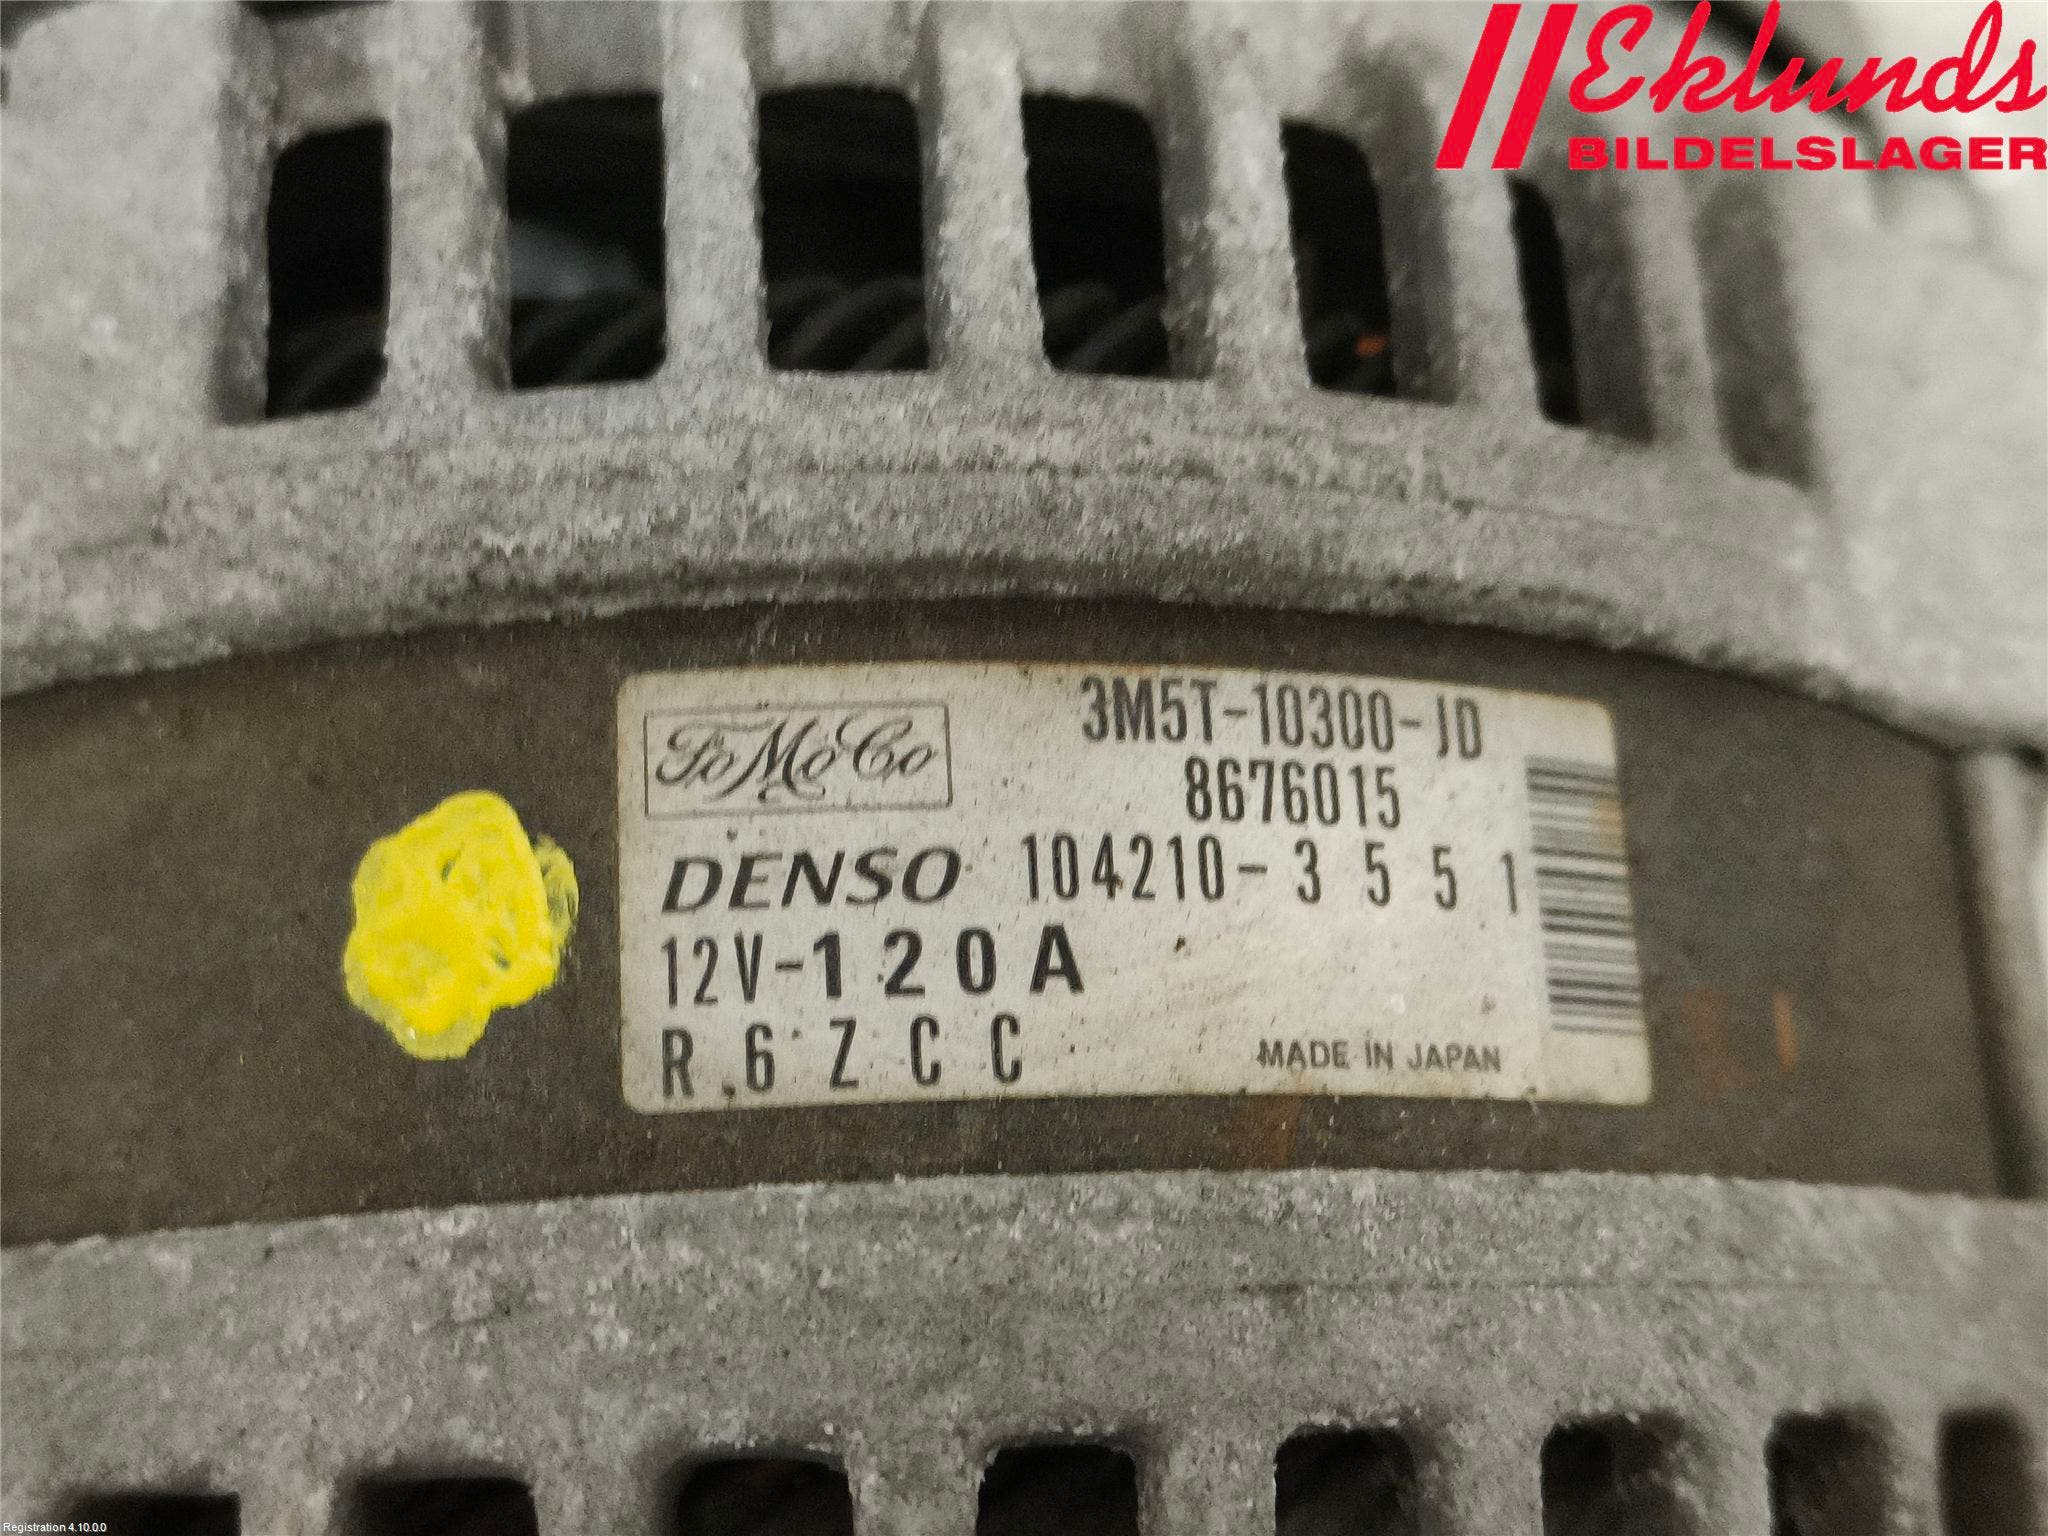 Eklunds
BILDELSLAGER
FoMoCo
3M5T-10300-JD
8676015
DENSO 104210-3551
12V-120A
R.6ZCC
MADE IN JAPAN
Registration 4.10.0.0